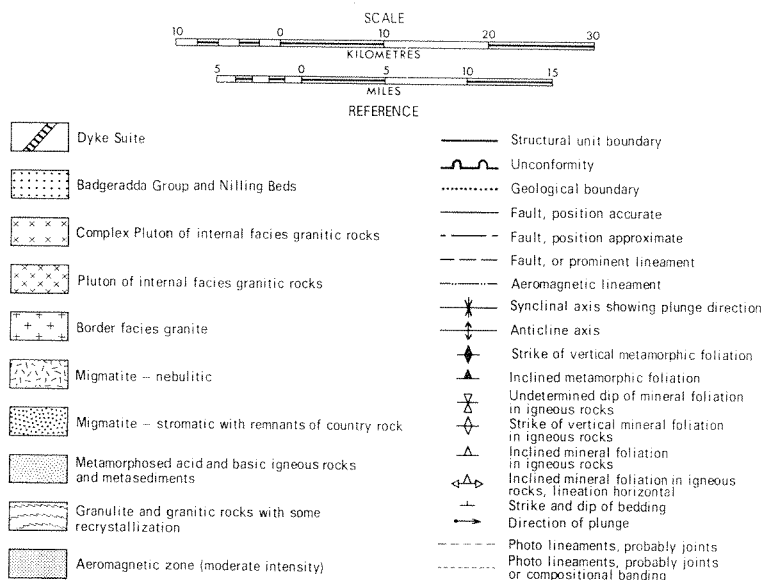 SCALE
10 0 10 20 30
KILOMETRES
5 0 5 10 15
MILES
REFERENCE
Dyke Suite
Badgeradda Group and Nilling Beds
Complex Pluton of internal facies granitic rocks
Pluton of internal facies granitic rocks
Border facies granite
Migmatite – nebulitic
Migmatite – stromatic with remnants of country rock
Metamorphosed acid and basic igneous rocks
and metasediments
Granulite and granitic rocks with some
recrystallization
Aeromagnetic zone (moderate intensity)
Structural unit boundary
Unconformity
Geological boundary
Fault, position accurate
Fault, position approximate
Fault, or prominent lineament
Aeromagnetic lineament
Synclinal axis showing plunge direction
Anticline axis
Strike of vertical metamorphic foliation
Inclined metamorphic foliation
Undetermined dip of mineral foliation
in igneous rocks
Strike of vertical mineral foliation
in igneous rocks
Inclined mineral foliation
in igneous rocks
Inclined mineral foliation in igneous
rocks, lineation horizontal
Strike and dip of bedding
Direction of plunge
Photo lineaments, probably joints
Photo lineaments, probably joints
or compositional banding